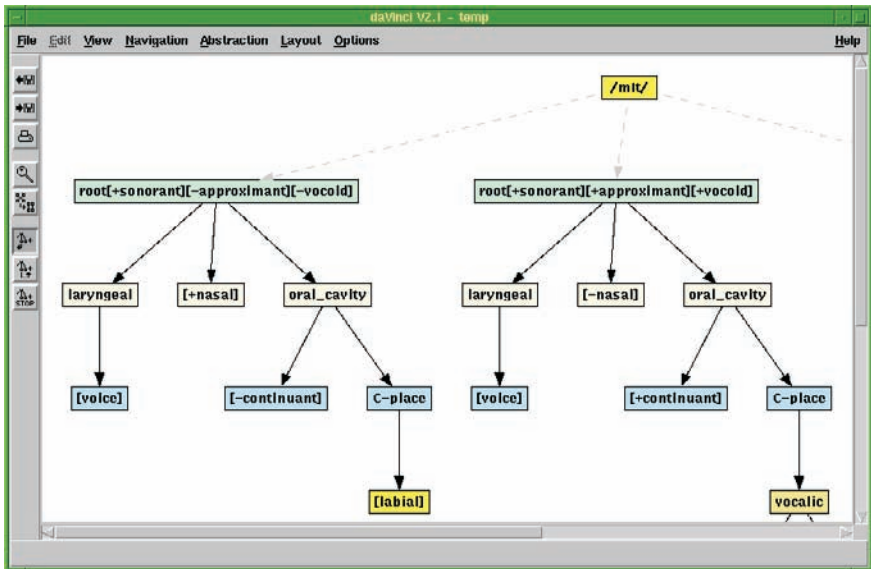 daVinci V2.1 - temp
File Edit View Navigation Abstraction Layout Options Help
/mit/
root[+sonorant][-approximant][-vocoid] root[+sonorant][+approximant][+vocoid]
laryngeal [+nasal] oral_cavity laryngeal [-nasal] oral_cavity
[voice] [-continuant] C-place [voice] [+continuant] C-place
[labial] vocalic
STOP